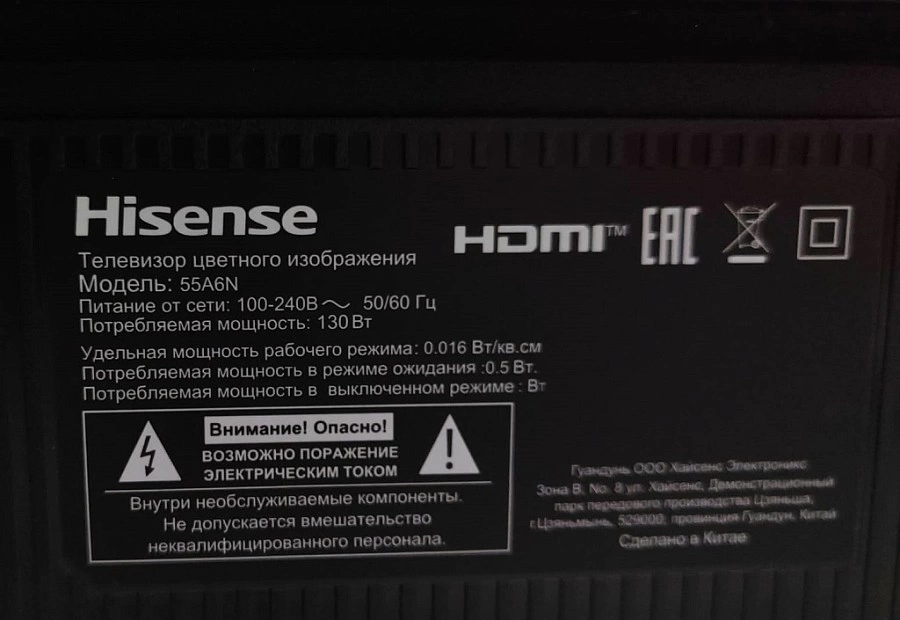 Hisense
HDMI™ EAC
Телевизор цветного изображения
Модель: 55A6N
Питание от сети: 100-240В～ 50/60 Гц
Потребляемая мощность: 130 Вт
Удельная мощность рабочего режима: 0.016 Вт/кв.см
Потребляемая мощность в режиме ожидания :0.5 Вт.
Потребляемая мощность в выключенном режиме : Вт
Внимание! Опасно!
ВОЗМОЖНО ПОРАЖЕНИЕ
ЭЛЕКТРИЧЕСКИМ ТОКОМ
Внутри необслуживаемые компоненты.
Не допускается вмешательство
неквалифицированного персонала.
Гуандунь ООО Хайсенс Электроникс
Зона B, No. 8 ул. Хайсенс, Демонстрационный
парк передового производства Цзяньша,
г.Цзяньмынь, 529000, провинция Гуандун, Китай
Сделано в Китае